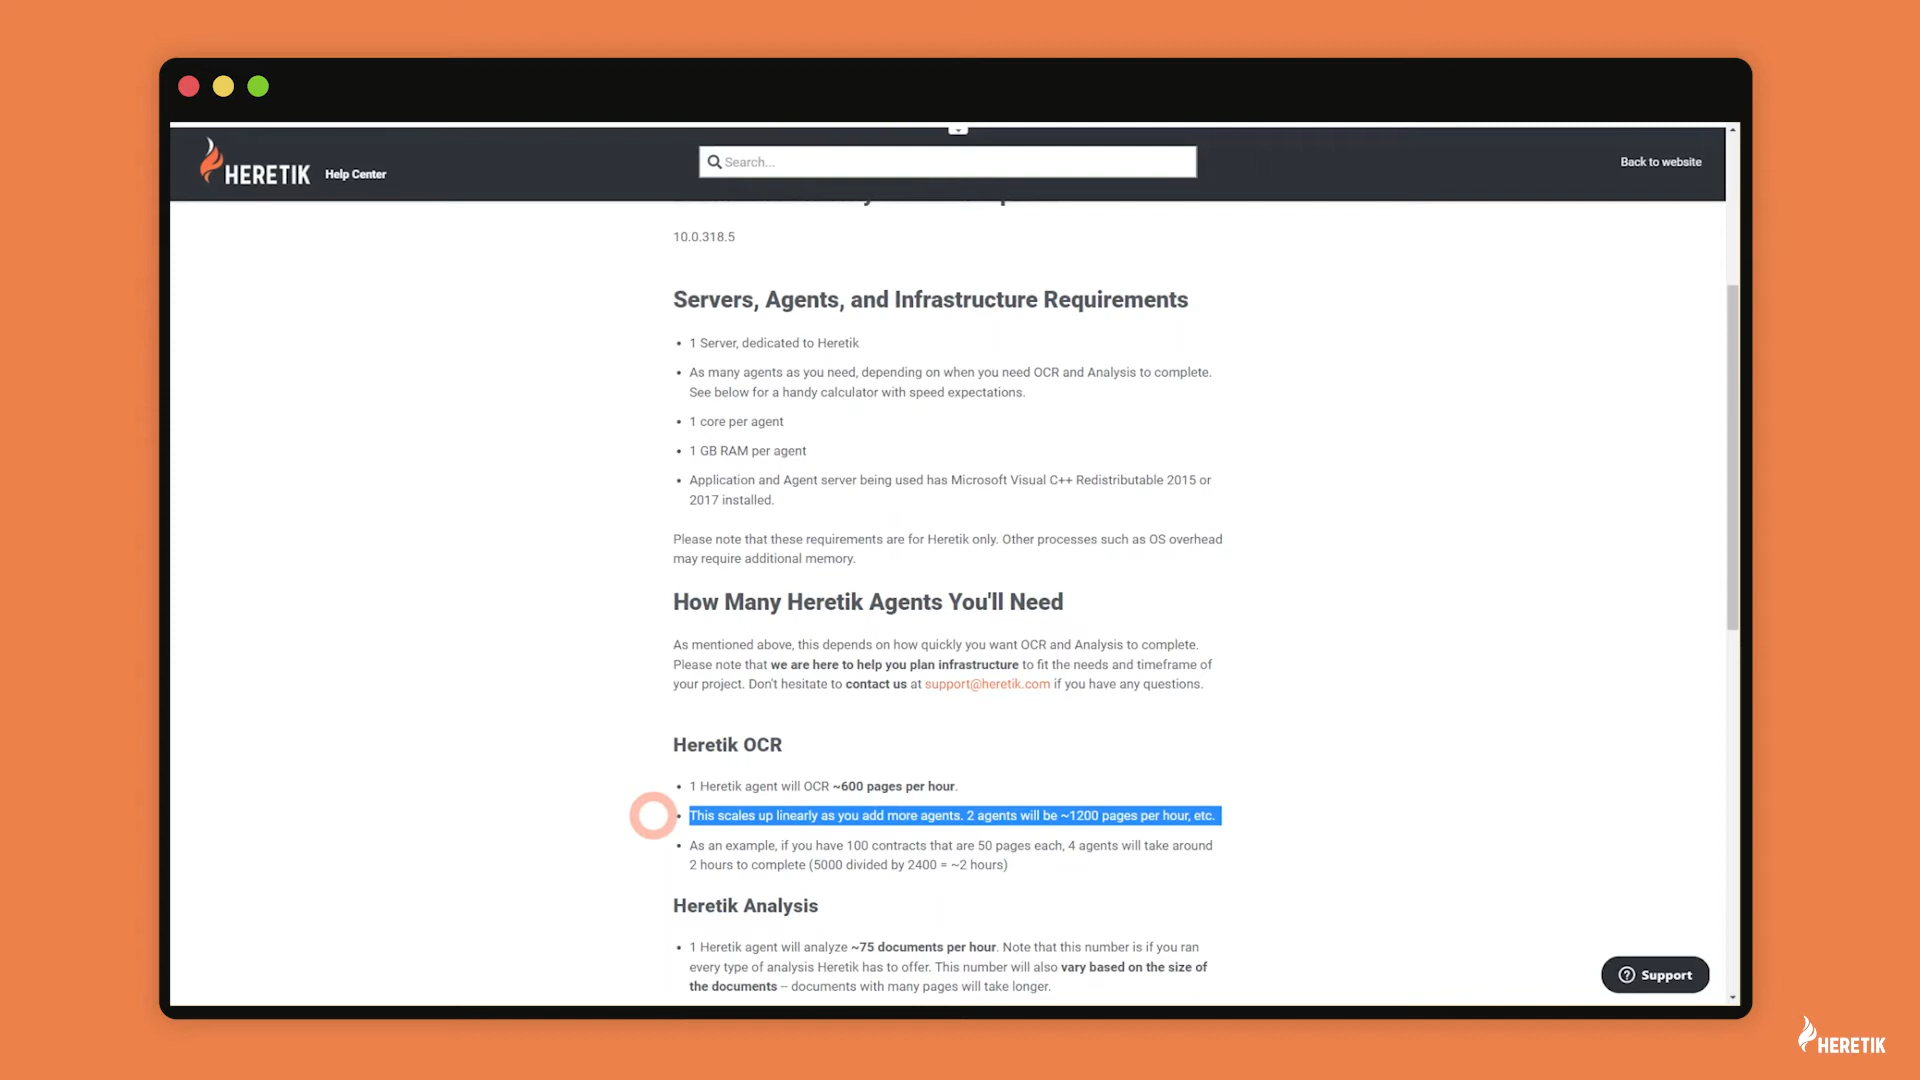 HERETIK Help Center
Search...
Back to website
10.0.318.5
Servers, Agents, and Infrastructure Requirements
• 1 Server, dedicated to Heretik
• As many agents as you need, depending on when you need OCR and Analysis to complete.
See below for a handy calculator with speed expectations.
• 1 core per agent
• 1 GB RAM per agent
• Application and Agent server being used has Microsoft Visual C++ Redistributable 2015 or
2017 installed.
Please note that these requirements are for Heretik only. Other processes such as OS overhead
may require additional memory.
How Many Heretik Agents You'll Need
As mentioned above, this depends on how quickly you want OCR and Analysis to complete.
Please note that we are here to help you plan infrastructure to fit the needs and timeframe of
your project. Don't hesitate to contact us at support@heretik.com if you have any questions.
Heretik OCR
• 1 Heretik agent will OCR ~600 pages per hour.
• This scales up linearly as you add more agents. 2 agents will be ~1200 pages per hour, etc.
• As an example, if you have 100 contracts that are 50 pages each, 4 agents will take around
2 hours to complete (5000 divided by 2400 = ~2 hours)
Heretik Analysis
• 1 Heretik agent will analyze ~75 documents per hour. Note that this number is if you ran
every type of analysis Heretik has to offer. This number will also vary based on the size of
the documents – documents with many pages will take longer.
Support
HERETIK